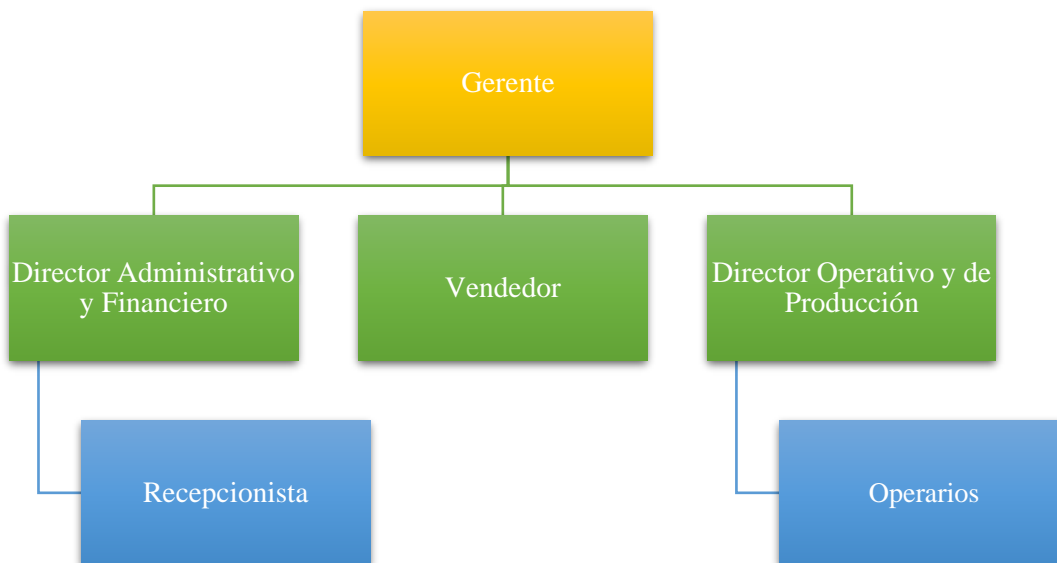 Gerente
Director Administrativo
y Financiero
Vendedor
Director Operativo y de
Producción
Recepcionista
Operarios